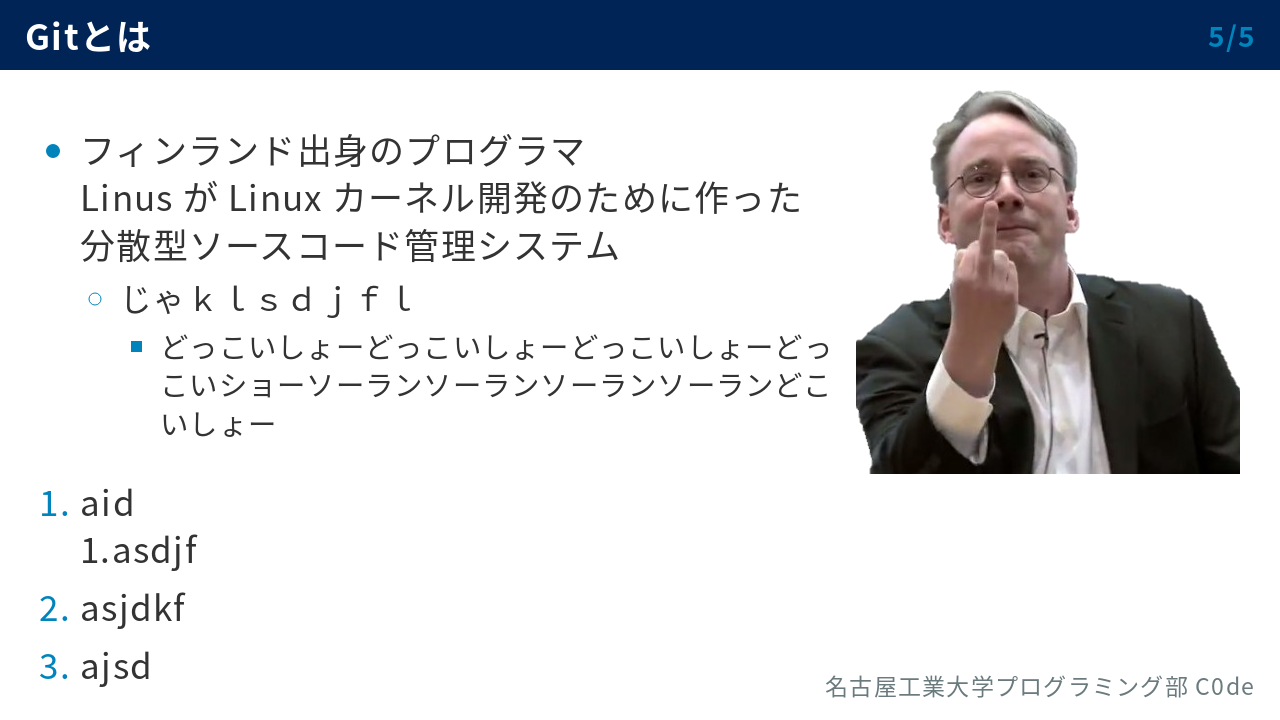 Gitとは
5/5
フィンランド出身のプログラマ
Linus が Linux カーネル開発のために作った
分散型ソースコード管理システム
じゃｋｌｓｄｊｆｌ
どっこいしょーどっこいしょーどっこいしょーどっ
こいショーソーランソーランソーランソーランどこ
いしょー
1. aid
1.asdjf
2. asjdkf
3. ajsd
名古屋工業大学プログラミング部 C0de